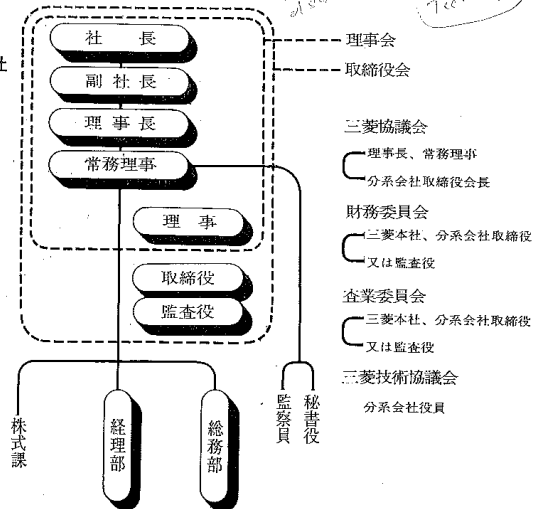 社
社長
副社長
理事長
常務理事
理事
取締役
監査役
株式課
経理部
総務部
監察員
秘書役
理事会
取締役会
三菱協議会
理事長、常務理事
分系会社取締役会長
財務委員会
三菱本社、分系会社取締役
又は監査役
査業委員会
三菱本社、分系会社取締役
又は監査役
三菱技術協議会
分系会社役員